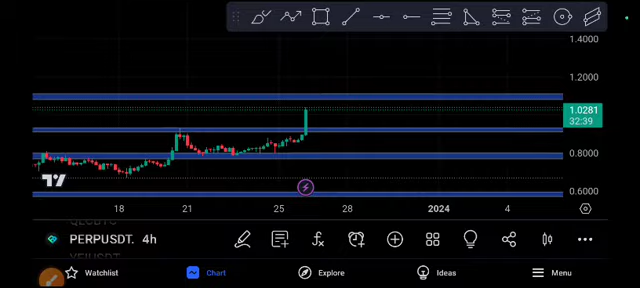 1.4000
1.2000
1.0281
32:39
0.8000
0.6000
18 21 25 28 2024 4
PERPUSDT. 4h
Watchlist Chart Explore Ideas Menu